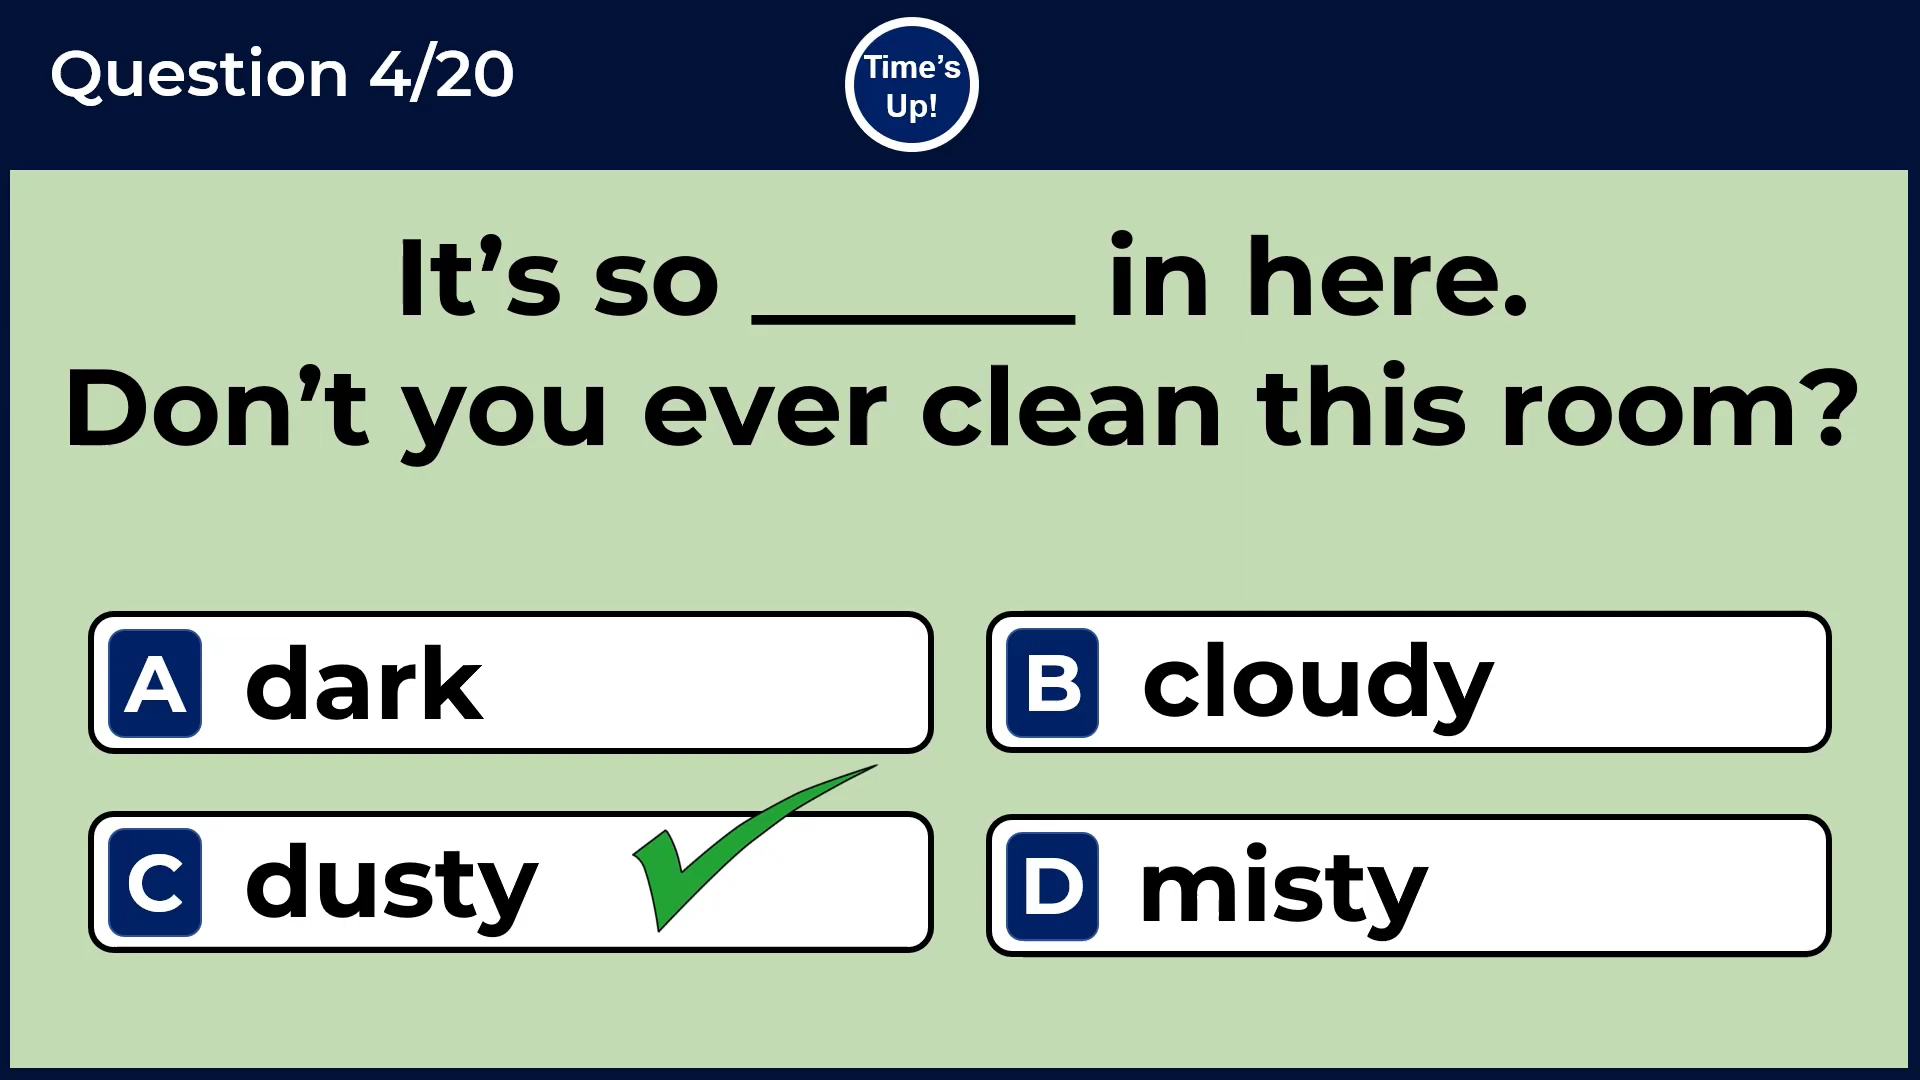 Question 4/20
Time’s
Up!
It’s so ______ in here.
Don’t you ever clean this room?
A dark
B cloudy
C dusty
D misty